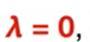 λ = 0,